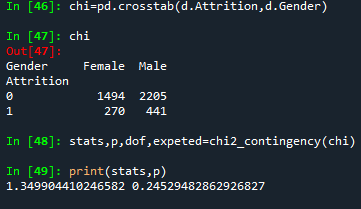 In [46]: chi=pd.crosstab(d.Attrition,d.Gender)
In [47]: chi
Out[47]:
Gender Female Male
Attrition
0 1494 2205
1 270 441
In [48]: stats,p,dof,expeted=chi2_contingency(chi)
In [49]: print(stats,p)
1.349904410246582 0.24529482862926827